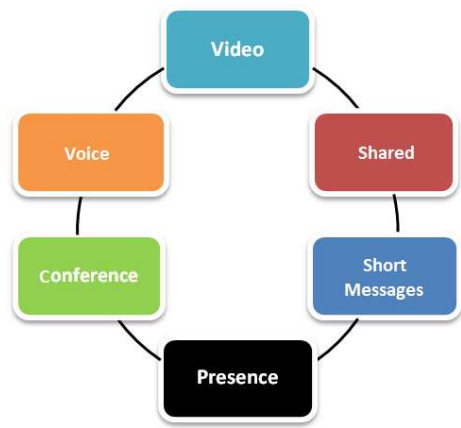 Video
Voice
Shared
Conference
Short
Messages
Presence